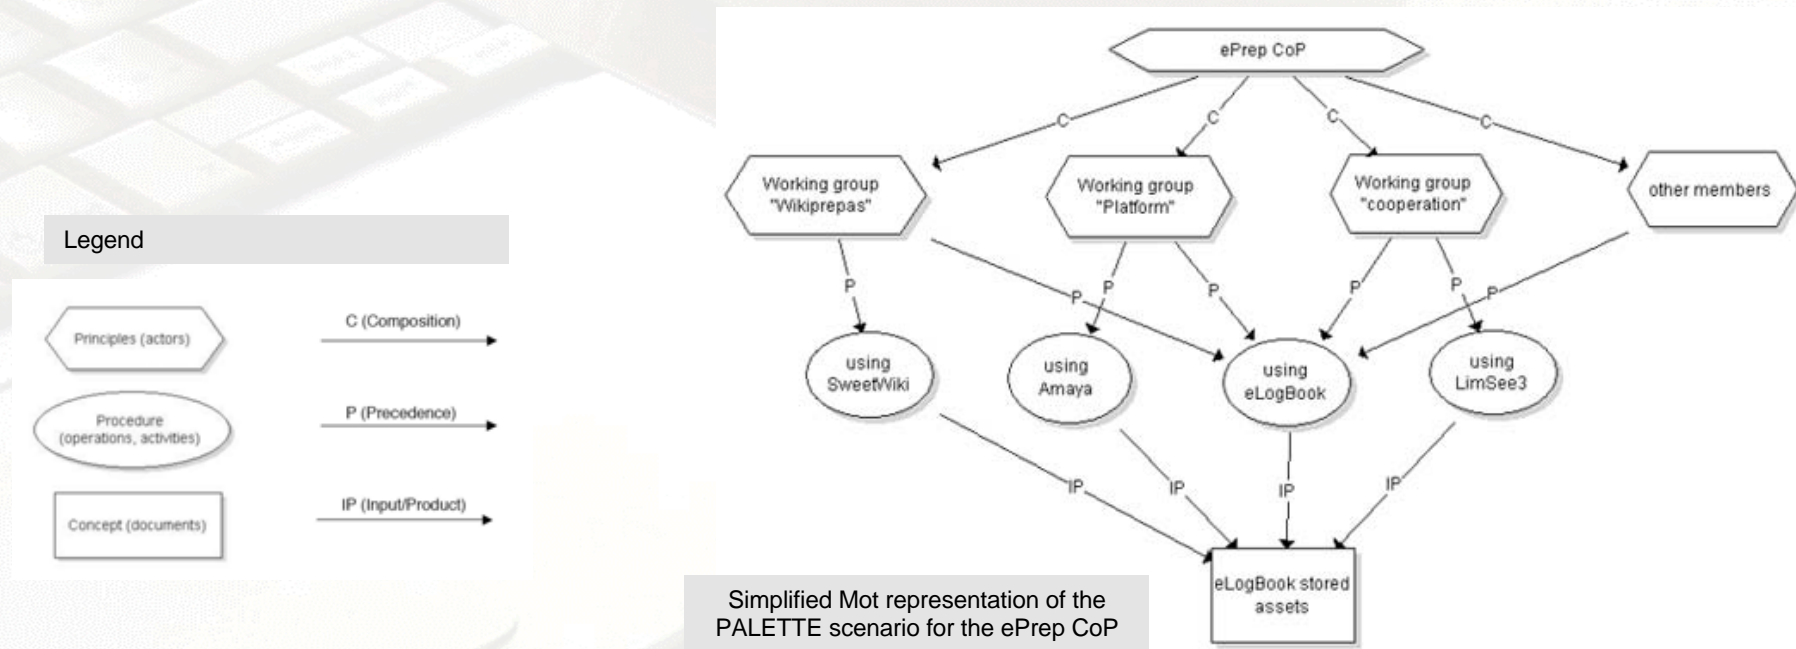 ePrep CoP
C
C
C
C
Working group
"Wikiprepas"
Working group
"Platform"
Working group
"cooperation"
other members
Legend
P
P
P
P
P
P
P
Principles (actors)
C (Composition)
using
SweetWiki
using
Amaya
using
eLogBook
using
LimSee3
Procedure
(operations, activities)
P (Precedence)
IP
IP
IP
IP
Concept (documents)
IP (Input/Product)
eLogBook stored
assets
Simplified Mot representation of the
PALETTE scenario for the ePrep CoP